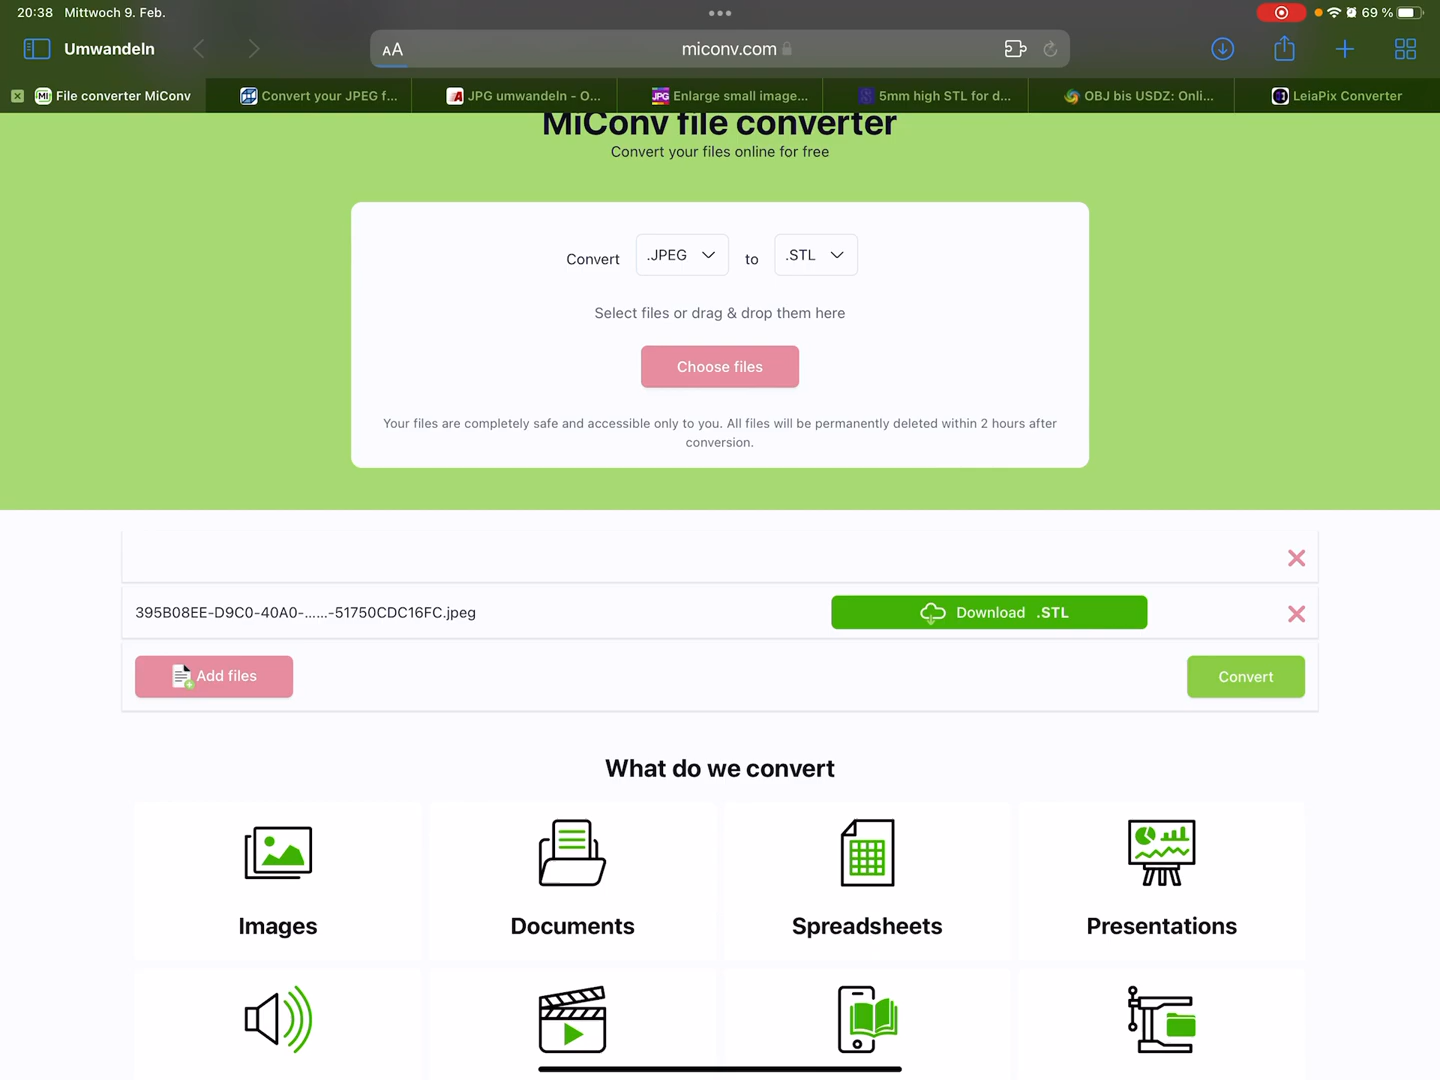 20:38 Mittwoch 9. Feb.
69 %
Umwandeln
AA
miconv.com
File converter MiConv
Convert your JPEG f...
JPG umwandeln - O...
JPG
Enlarge small image...
5mm high STL for d...
OBJ bis USDZ: Onli...
LeiaPix Converter
MiConv file converter
Convert your files online for free
Convert .JPEG to .STL
Select files or drag & drop them here
Choose files
Your files are completely safe and accessible only to you. All files will be permanently deleted within 2 hours after
conversion.
395B08EE-D9C0-40A0-......-51750CDC16FC.jpeg
Download .STL
Add files
Convert
What do we convert
Images
Documents
Spreadsheets
Presentations